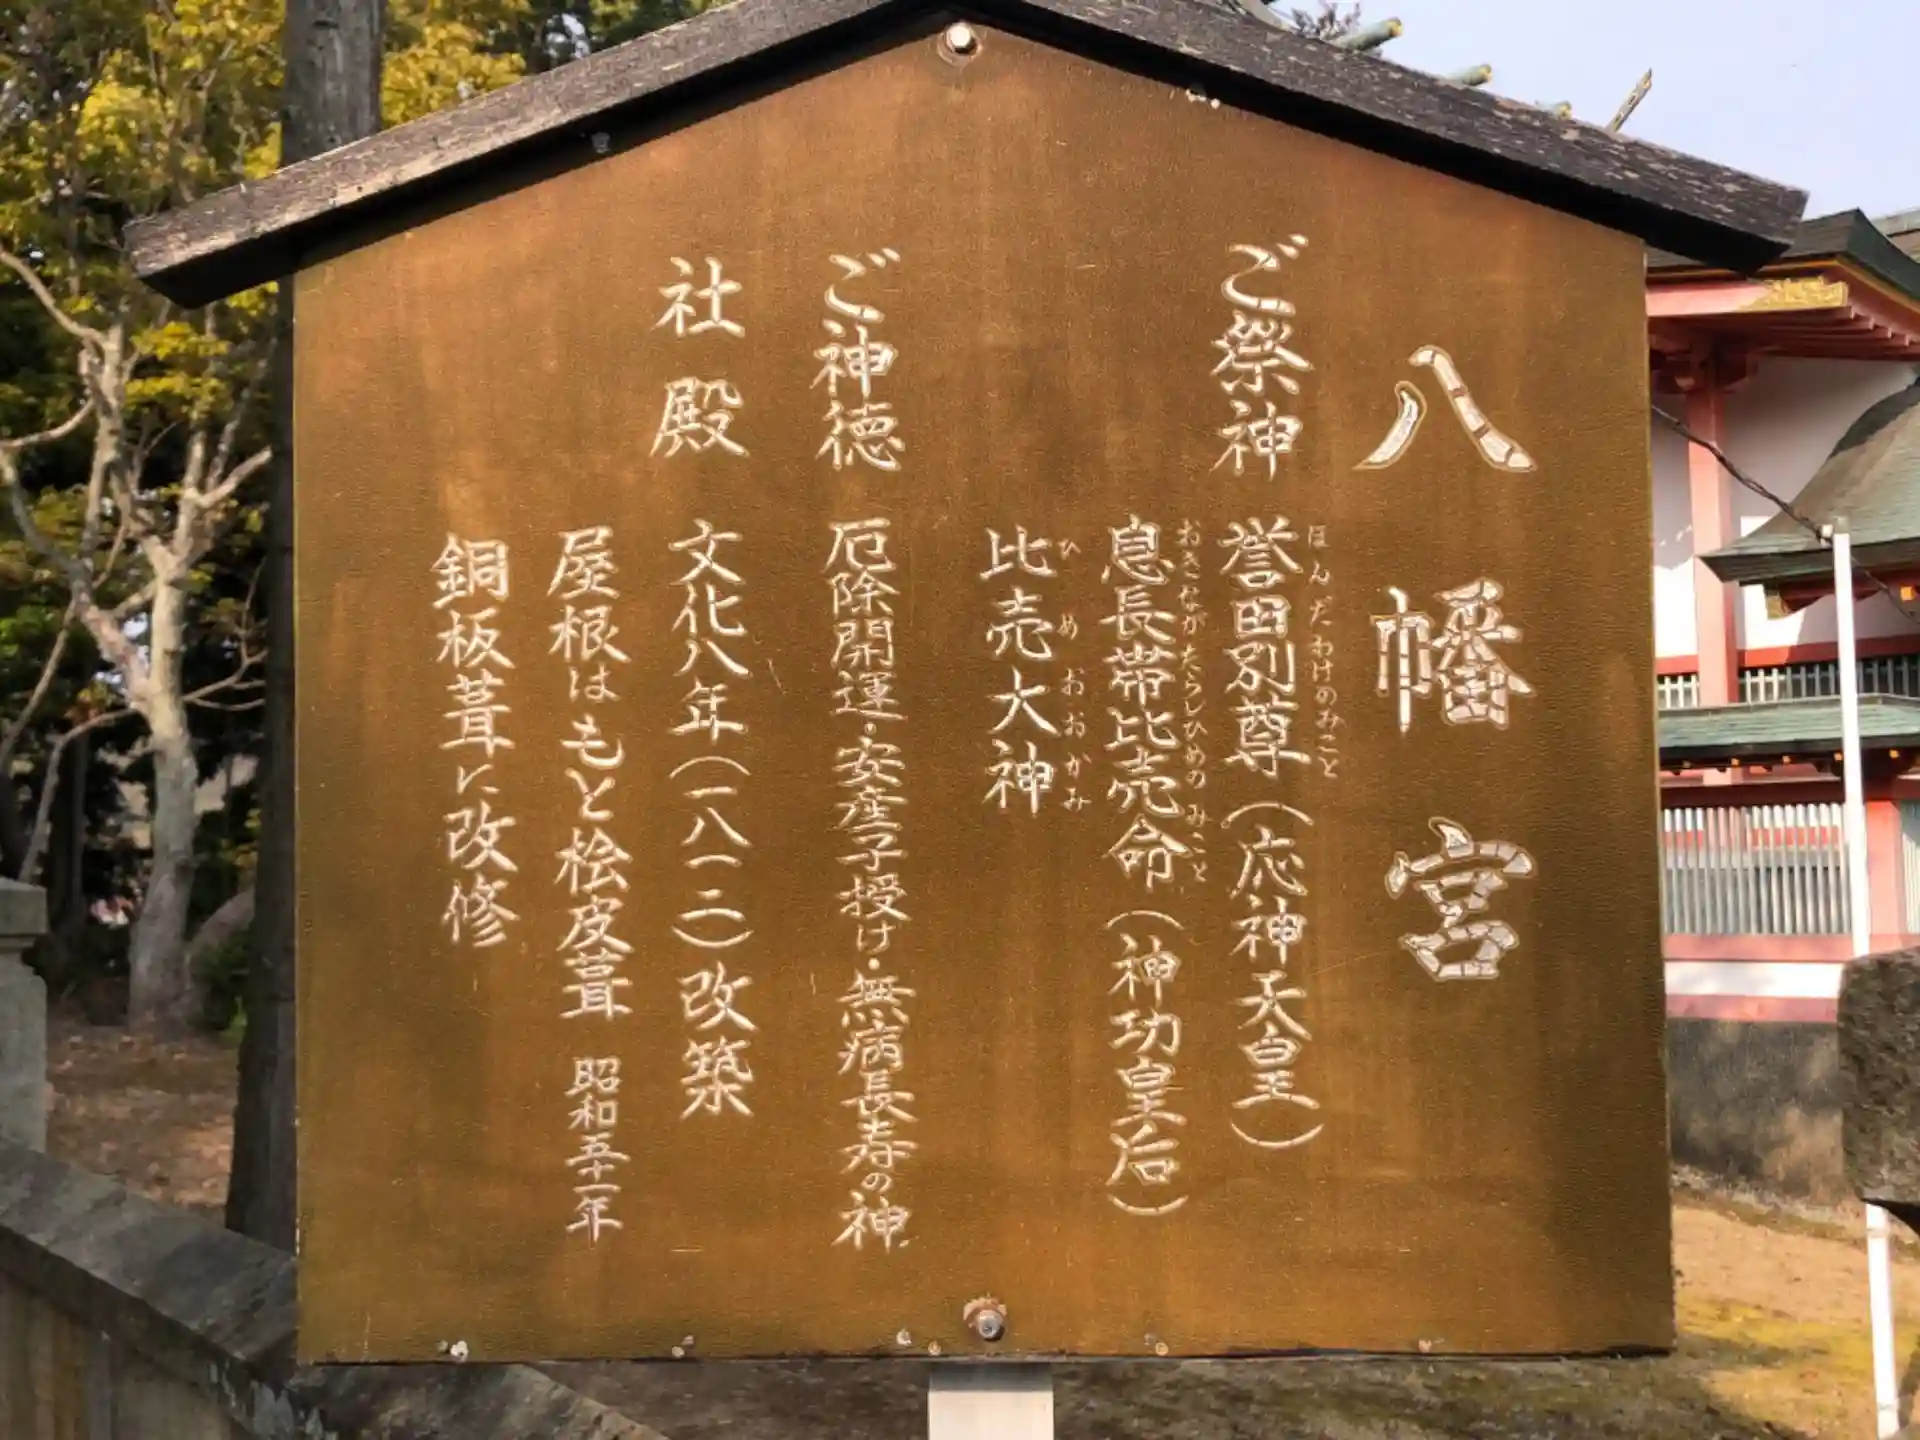 八幡宮
ご祭神 誉田別尊（応神天皇）
ほんだわけのみこと
息長帯比売命（神功皇后）
おきながたらしひめのみこと
比売大神
ひめおおかみ
ご神徳 厄除開運・安産子授け・無病長寿の神
社殿 文化八年（一八一二）改築
屋根はもと桧皮葺 昭和五十一年
銅板葺に改修